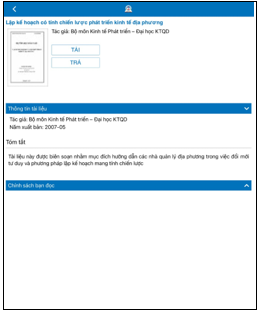 Lập kế hoạch có tính chiến lược phát triển kinh tế địa phương
Tác giả: Bộ môn Kinh tế Phát triển – Đại học KTQD
TẢI
TRẢ
Thông tin tài liệu
Tác giả: Bộ môn Kinh tế Phát triển – Đại học KTQD
Năm xuất bản: 2007-05
Tóm tắt
Tài liệu này được biên soạn nhằm mục đích hướng dẫn các nhà quản lý địa phương trong việc đổi mới
tư duy và phương pháp lập kế hoạch mang tính chiến lược
Chính sách bạn đọc